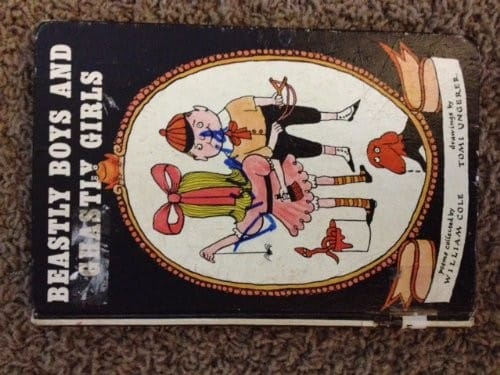 BEASTLY BOYS AND
GHASTLY GIRLS
poems collected by
WILLIAM COLE
drawings by
TOMI UNGERER